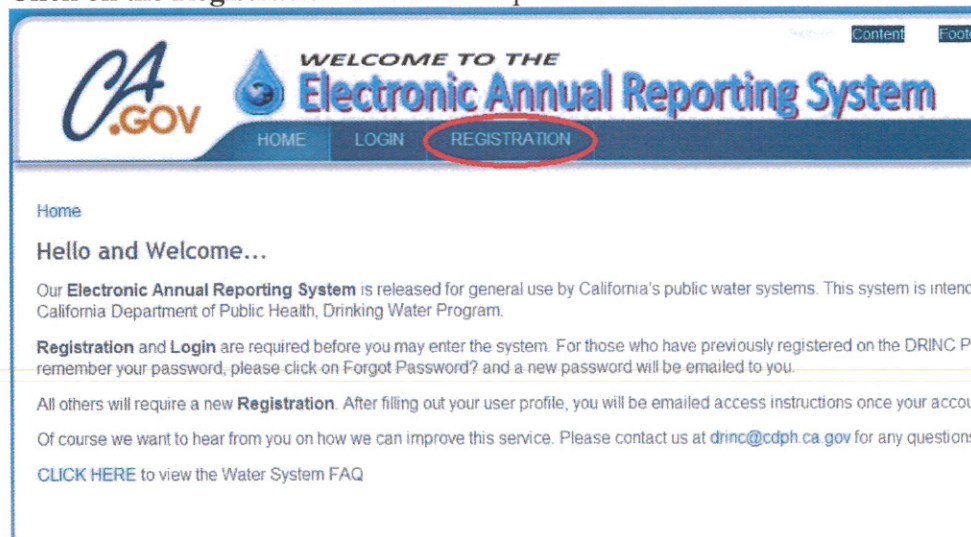 Content Foot
CA
.GOV
WELCOME TO THE
Electronic Annual Reporting System
HOME LOGIN REGISTRATION
Home
Hello and Welcome...
Our Electronic Annual Reporting System is released for general use by California's public water systems. This system is intend
California Department of Public Health, Drinking Water Program.
Registration and Login are required before you may enter the system. For those who have previously registered on the DRINC P
remember your password, please click on Forgot Password? and a new password will be emailed to you.
All others will require a new Registration. After filling out your user profile, you will be emailed access instructions once your accou
Of course we want to hear from you on how we can improve this service. Please contact us at drinc@cdph.ca.gov for any questions
CLICK HERE to view the Water System FAQ